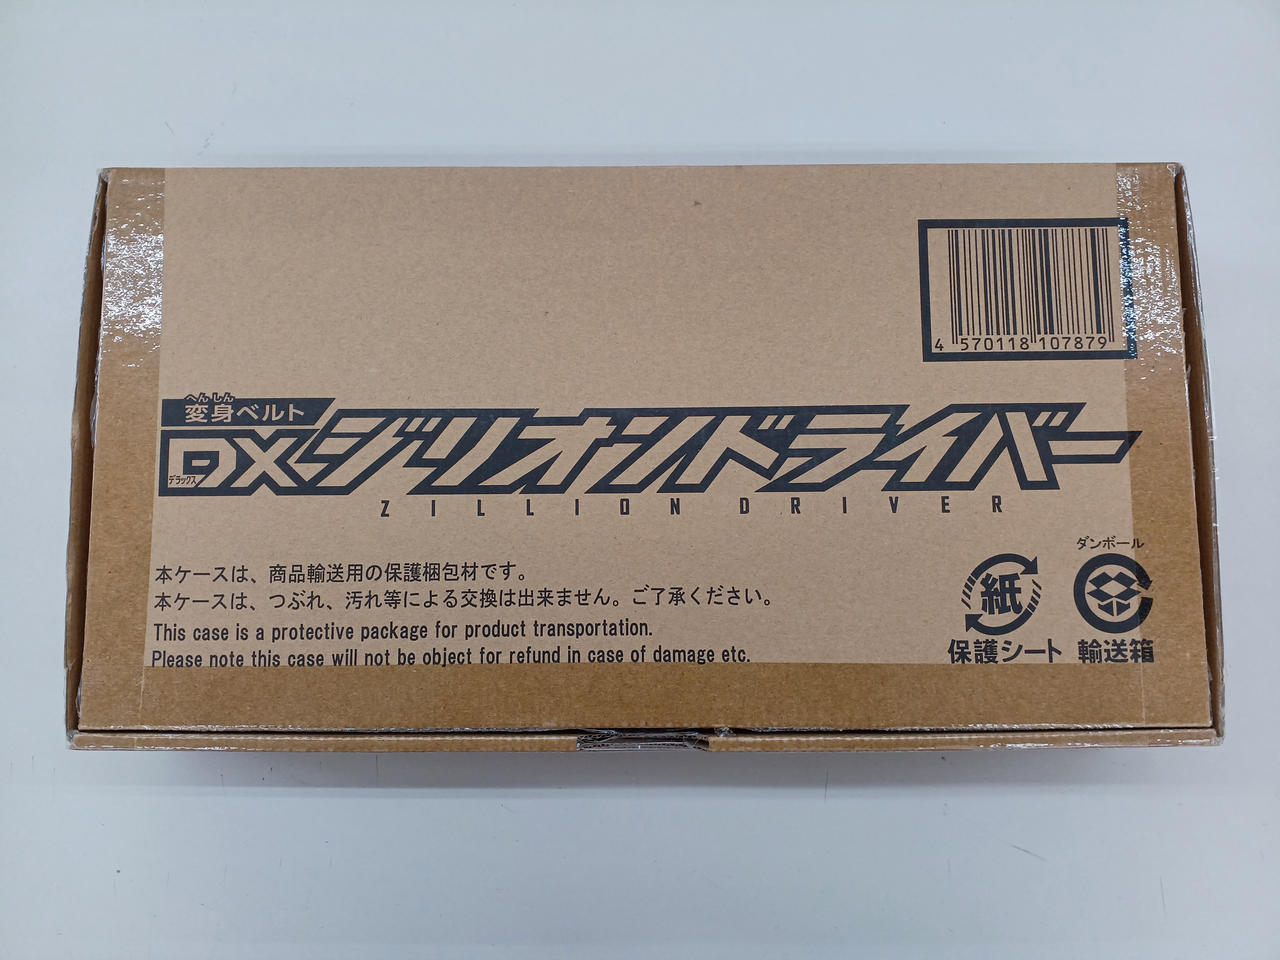 4 570118 107879
へんしん
変身ベルト
DXジリオンドライバー
デラックス
ZILLION DRIVER
本ケースは、商品輸送用の保護梱包材です。
本ケースは、つぶれ、汚れ等による交換は出来ません。ご了承ください。
This case is a protective package for product transportation.
Please note this case will not be object for refund in case of damage etc.
紙
保護シート
ダンボール
輸送箱